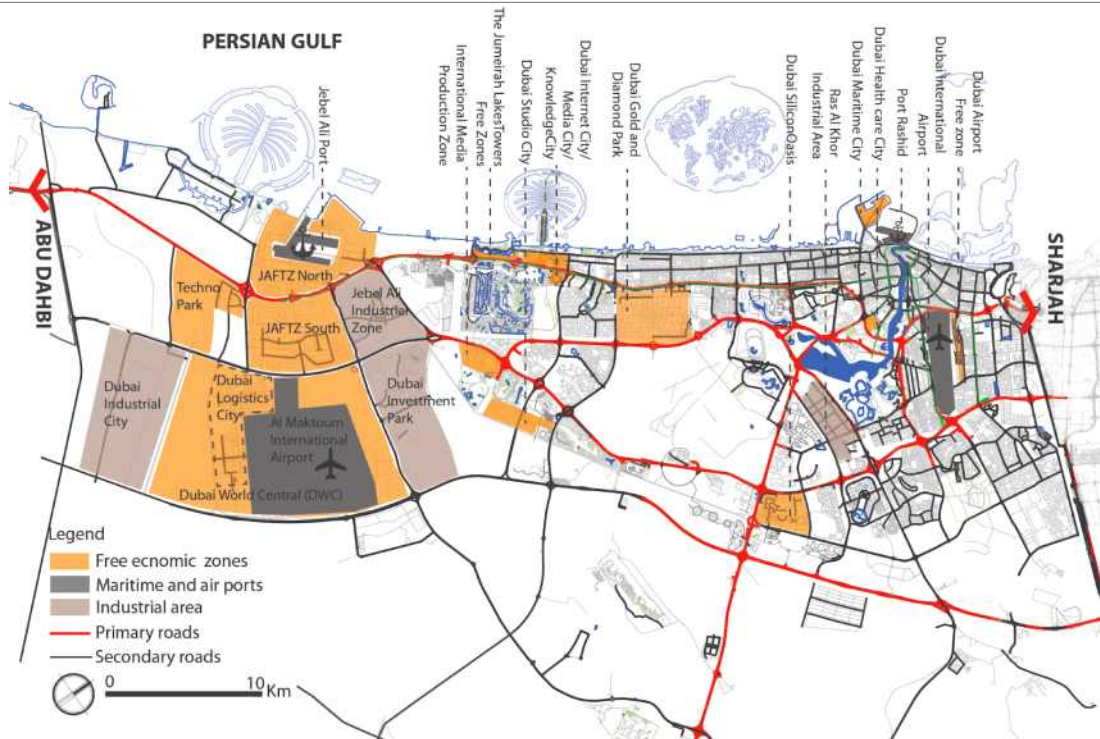 PERSIAN GULF
Jebel Ali Port
International Media
Production Zone
The Jumeirah LakesTowers
Free Zones
Dubai Studio City
Dubai Internet City/
Media City/
KnowledgeCity
Dubai Gold and
Diamond Park
Dubai SiliconOasis
Ras Al Khor
Industrial Area
Dubai Maritime City
Dubai Health care City
Port Rashid
Dubai International
Airport
Dubai Airport
Free zone
ABU DAHBI
SHARJAH
Techno
Park
JAFTZ North
JAFTZ South
Jebel Ali
Industrial
Zone
Dubai
Industrial
City
Dubai
Logistics
City
Al Maktoum
International
Airport
Dubai
Investment
Park
Dubai World Central (DWC)
Legend
Free ecnomic zones
Maritime and air ports
Industrial area
Primary roads
Secondary roads
0 10 Km